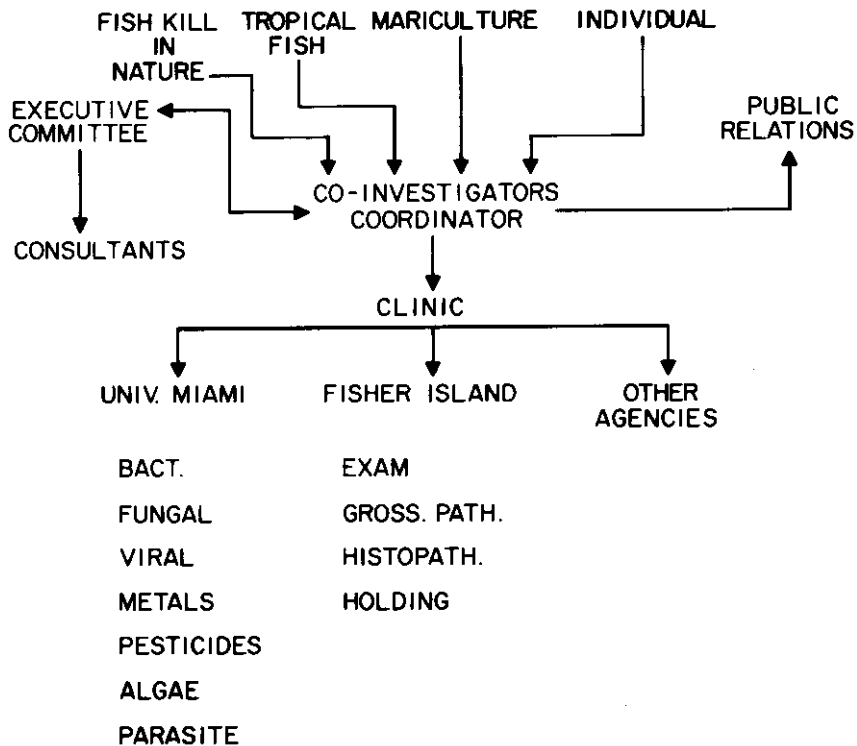 FISH KILL
IN
NATURE
TROPICAL
FISH
MARICULTURE
INDIVIDUAL
EXECUTIVE
COMMITTEE
PUBLIC
RELATIONS
CO-INVESTIGATORS
COORDINATOR
CONSULTANTS
CLINIC
UNIV. MIAMI
BACT.
FUNGAL
VIRAL
METALS
PESTICIDES
ALGAE
PARASITE
FISHER ISLAND
EXAM
GROSS. PATH.
HISTOPATH.
HOLDING
OTHER
AGENCIES